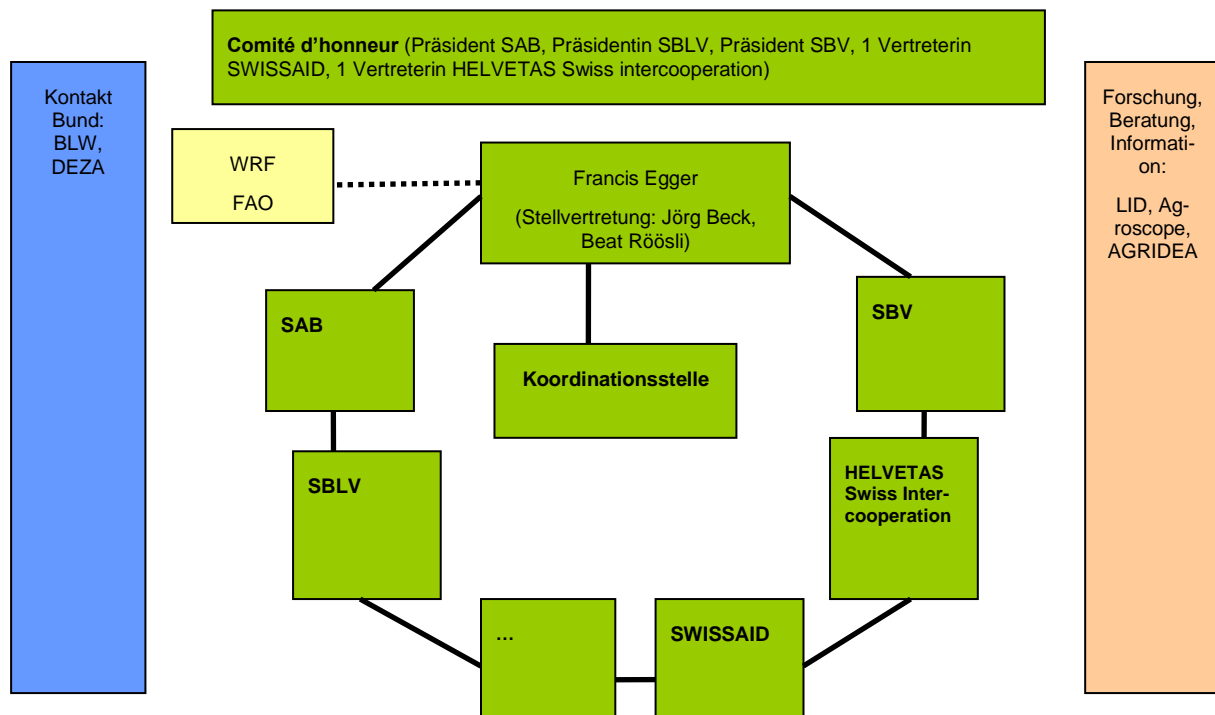 Comité d'honneur (Präsident SAB, Präsidentin SBLV, Präsident SBV, 1 Vertreterin
SWISSAID, 1 Vertreterin HELVETAS Swiss intercooperation)
Kontakt
Bund:
BLW,
DEZA
WRF
FAO
Francis Egger
(Stellvertretung: Jörg Beck,
Beat Röösli)
Forschung,
Beratung,
Informati-
on:
LID, Ag-
roscope,
AGRIDEA
SAB
SBV
Koordinationsstelle
SBLV
HELVETAS
Swiss Inter-
cooperation
...
SWISSAID